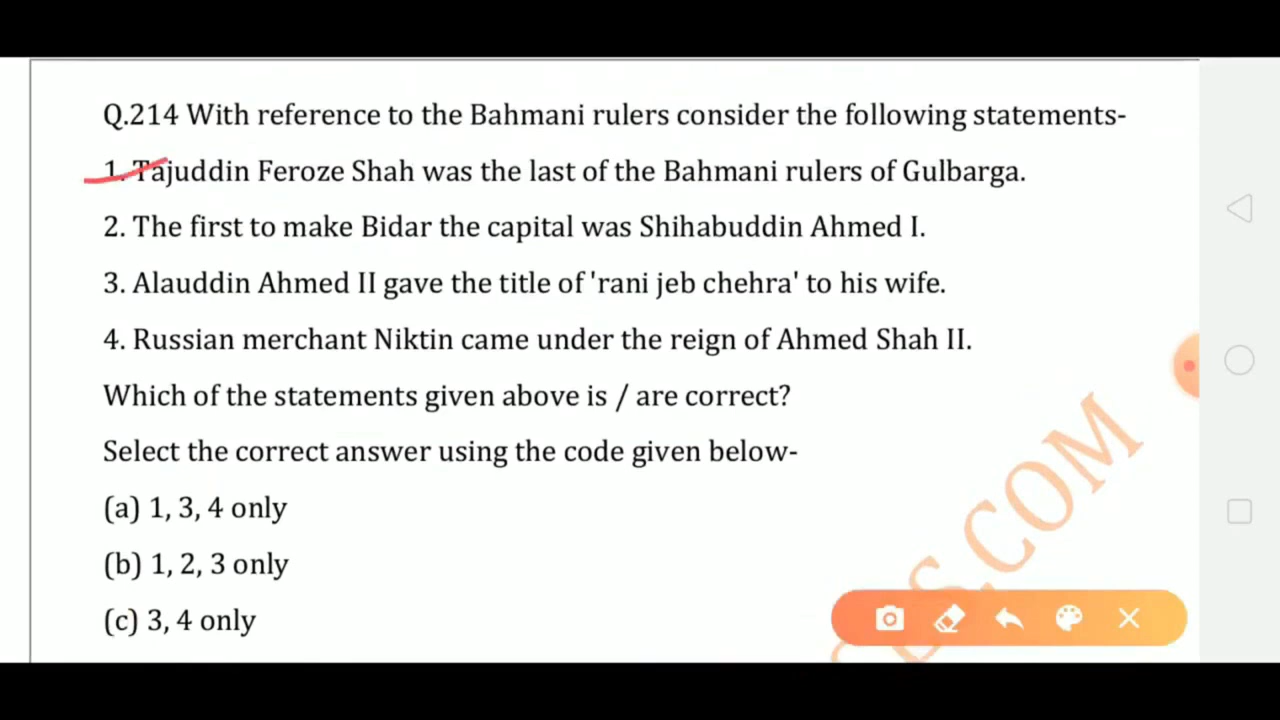 Q.214 With reference to the Bahmani rulers consider the following statements-
1. Tajuddin Feroze Shah was the last of the Bahmani rulers of Gulbarga.
2. The first to make Bidar the capital was Shihabuddin Ahmed I.
3. Alauddin Ahmed II gave the title of 'rani jeb chehra' to his wife.
4. Russian merchant Niktin came under the reign of Ahmed Shah II.
Which of the statements given above is / are correct?
Select the correct answer using the code given below-
(a) 1, 3, 4 only
(b) 1, 2, 3 only
(c) 3, 4 only
S.COM